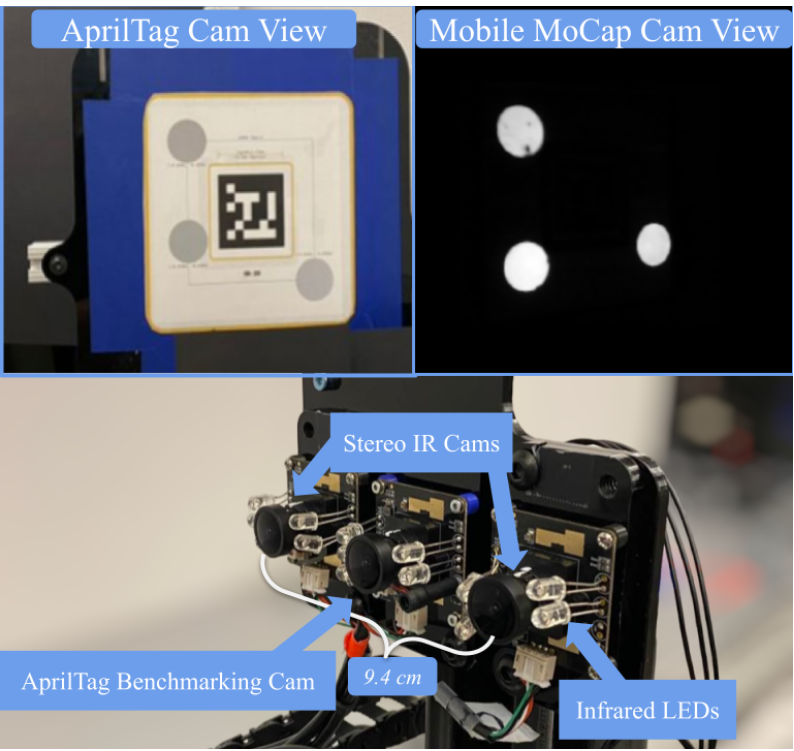 AprilTag Cam View
Mobile MoCap Cam View
Stereo IR Cams
AprilTag Benchmarking Cam
9.4 cm
Infrared LEDs